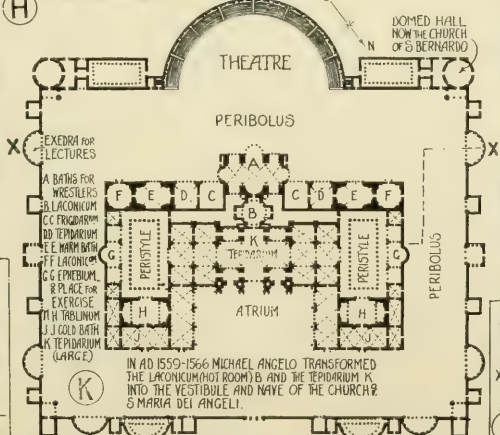 H
N
DOMED HALL
NOW THE CHURCH
OF S BERNARDO
THEATRE
PERIBOLUS
X
EXEDRA FOR
LECTURES
X
A BATHS FOR
WRESTLERS
B. LACONICUM
C C FRIGIDARIUM
D D TEPIDARIUM
E E WARM BATH
F F LACONICUM
G G EPHEBIUM,
& PLACE FOR
EXERCISE
H H TABLINUM
J J COLD BATH
K TEPIDARIUM
(LARGE)
A
F E D C C D E F
B
G PERISTYLE K TEPIDARIUM PERISTYLE G
PERIBOLUS
H ATRIUM H
J J
K
IN AD 1559-1566 MICHAEL ANGELO TRANSFORMED
THE LACONICUM (HOT ROOM) B AND THE TEPIDARIUM K
INTO THE VESTIBULE AND NAVE OF THE CHURCH OF
S MARIA DEI ANGELI.